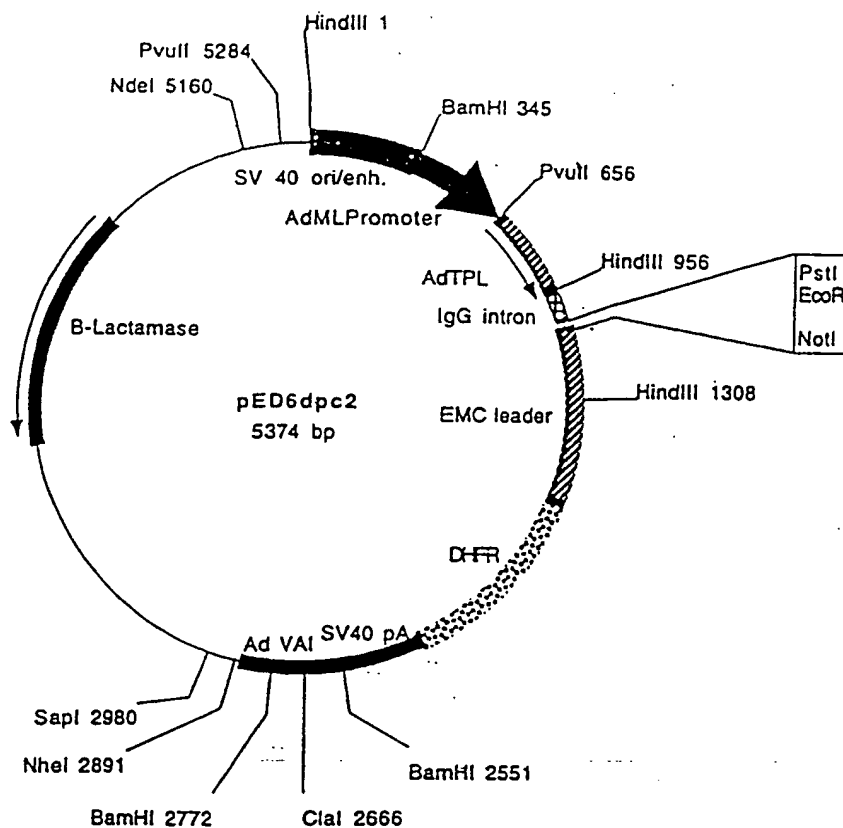 HindIII 1
PvuII 5284
NdeI 5160
BamHI 345
SV 40 ori/enh.
PvuII 656
AdMLPromoter
HindIII 956
AdTPL
PstI
EcoR
NotI
IgG intron
B-Lactamase
HindIII 1308
pED6dpc2
5374 bp
EMC leader
DHFR
SV40 pA
Ad VAI
SapI 2980
NheI 2891
BamHI 2551
BamHI 2772
ClaI 2666